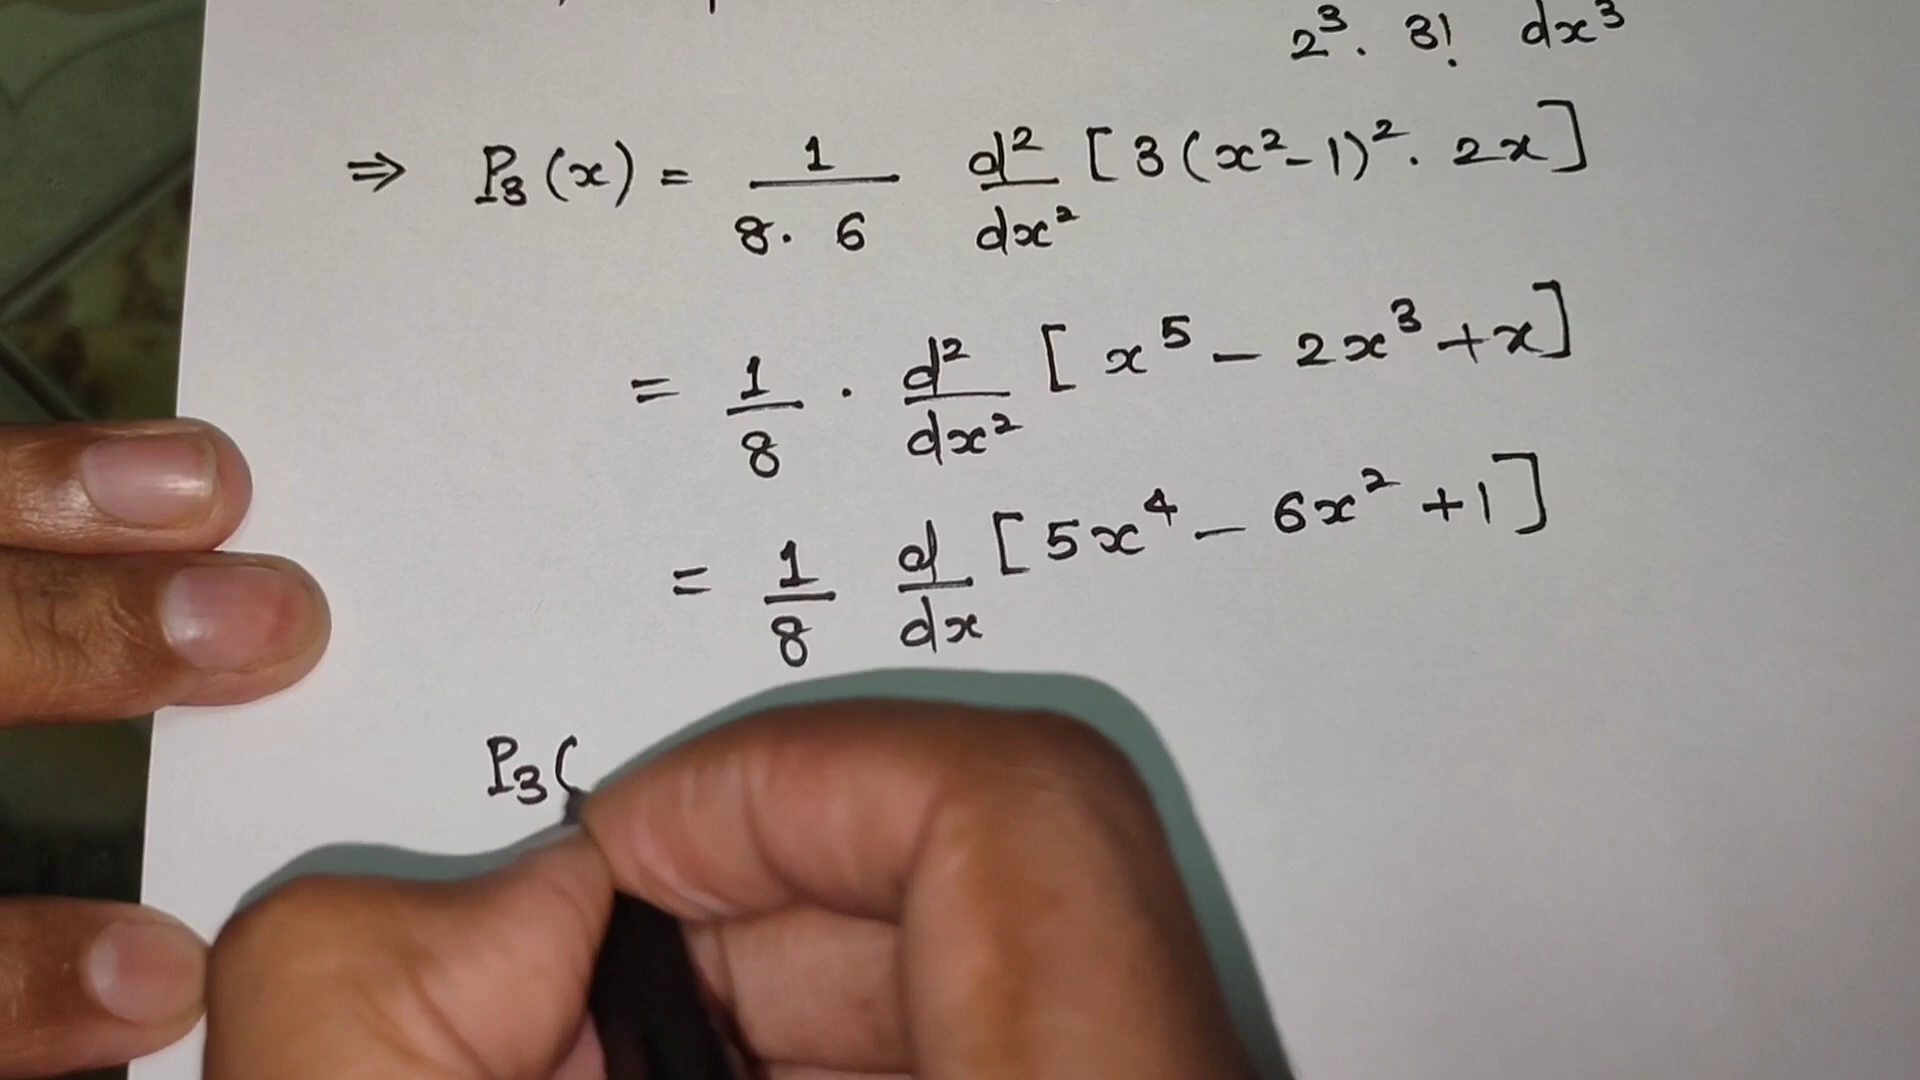 2³. 3! dx³
⇒ P₃(x) = 1/(8. 6) d²/dx² [3(x²-1)². 2x]
= 1/8 . d²/dx² [x⁵ - 2x³ + x]
= 1/8 d/dx [5x⁴ - 6x² + 1]
P₃(